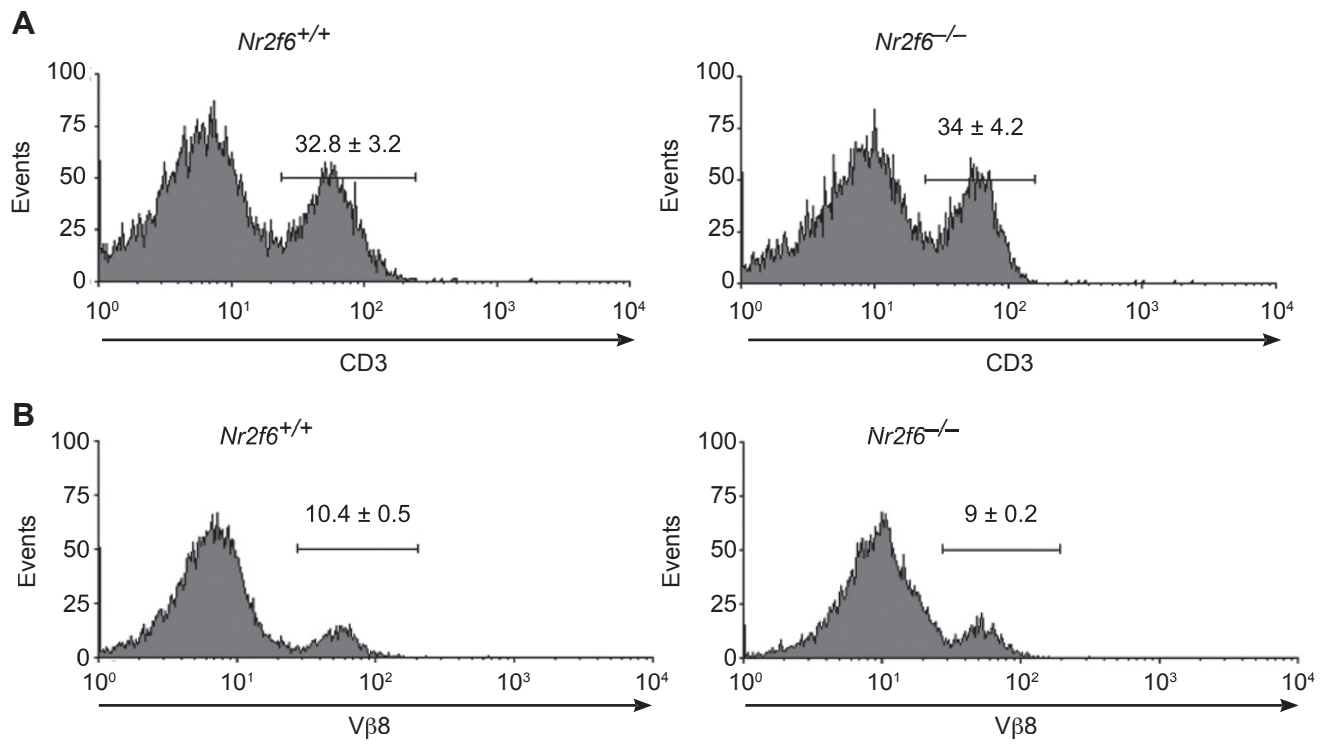 A
Nr2f6+/+
Nr2f6–/–
100
75
50
25
0
Events
32.8 ± 3.2
10⁰ 10¹ 10² 10³ 10⁴
CD3
100
75
50
25
0
Events
34 ± 4.2
10⁰ 10¹ 10² 10³ 10⁴
CD3
B
Nr2f6+/+
Nr2f6–/–
100
75
50
25
0
Events
10.4 ± 0.5
10⁰ 10¹ 10² 10³ 10⁴
Vβ8
100
75
50
25
0
Events
9 ± 0.2
10⁰ 10¹ 10² 10³ 10⁴
Vβ8